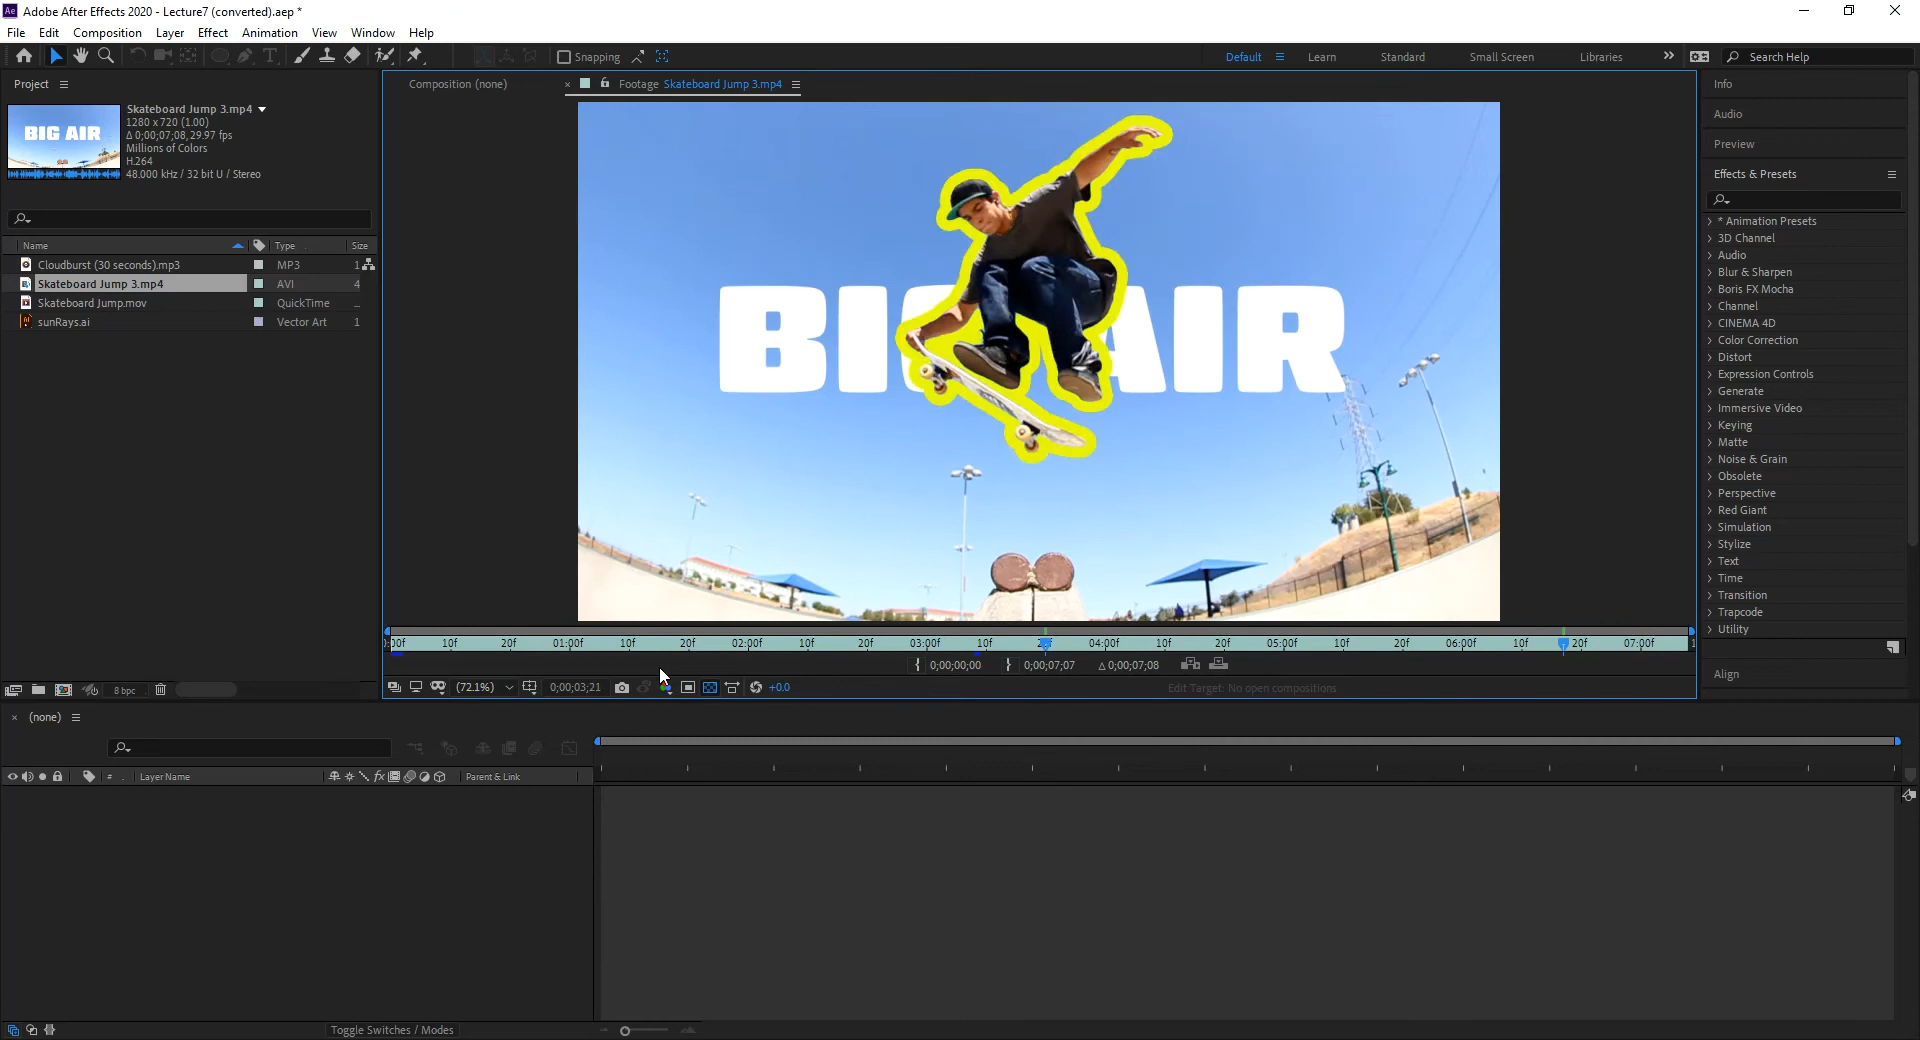 Adobe After Effects 2020 - Lecture7 (converted).aep *
File Edit Composition Layer Effect Animation View Window Help
Snapping
Default Learn Standard Small Screen Libraries Search Help
Project
Skateboard Jump 3.mp4
1280 x 720 (1.00)
Δ 0;00;07;08, 29.97 fps
Millions of Colors
H.264
48.000 kHz / 32 bit U / Stereo
BIG AIR
Name Type Size
Cloudburst (30 seconds).mp3 MP3 1
Skateboard Jump 3.mp4 AVI 4
Skateboard Jump.mov QuickTime
sunRays.ai Vector Art 1
8 bpc
Composition (none)
Footage Skateboard Jump 3.mp4
BIG AIR
:00f 10f 20f 01:00f 10f 20f 02:00f 10f 20f 03:00f 10f 04:00f 10f 20f 05:00f 10f 20f 06:00f 10f 20f 07:00f
0;00;00;00 0;00;07;07 Δ 0;00;07;08
(72.1%) 0;00;03;21 +0.0 Edit Target: No open compositions
Info
Audio
Preview
Effects & Presets
* Animation Presets
3D Channel
Audio
Blur & Sharpen
Boris FX Mocha
Channel
CINEMA 4D
Color Correction
Distort
Expression Controls
Generate
Immersive Video
Keying
Matte
Noise & Grain
Obsolete
Perspective
Red Giant
Simulation
Stylize
Text
Time
Transition
Trapcode
Utility
Align
(none)
# Layer Name fx Parent & Link
Toggle Switches / Modes